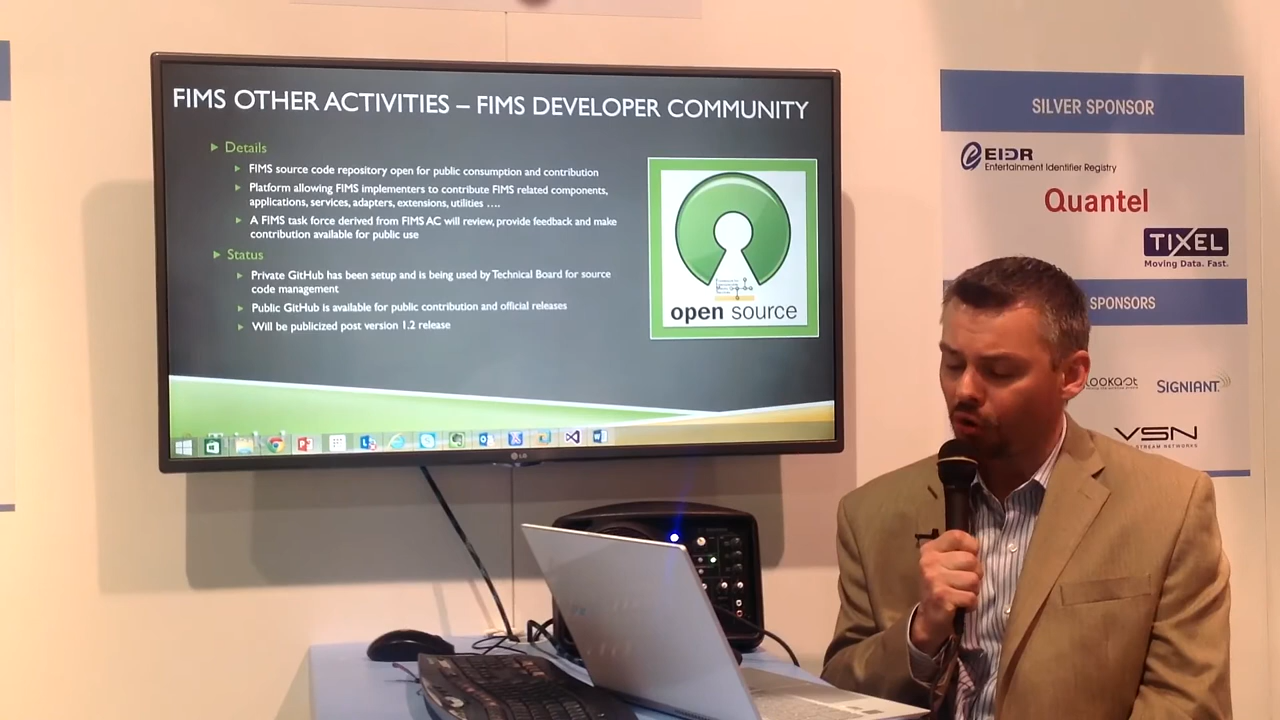 FIMS OTHER ACTIVITIES – FIMS DEVELOPER COMMUNITY
Details
FIMS source code repository open for public consumption and contribution
Platform allowing FIMS implementers to contribute FIMS related components,
applications, services, adapters, extensions, utilities ….
A FIMS task force derived from FIMS AC will review, provide feedback and make
contribution available for public use
Status
Private GitHub has been setup and is being used by Technical Board for source
code management
Public GitHub is available for public contribution and official releases
Will be publicized post version 1.2 release
open source
LG
SILVER SPONSOR
EIDR
Entertainment Identifier Registry
Quantel
TIXEL
Moving Data. Fast.
SPONSORS
SIGNIANT
VSN
STREAM NETWORKS